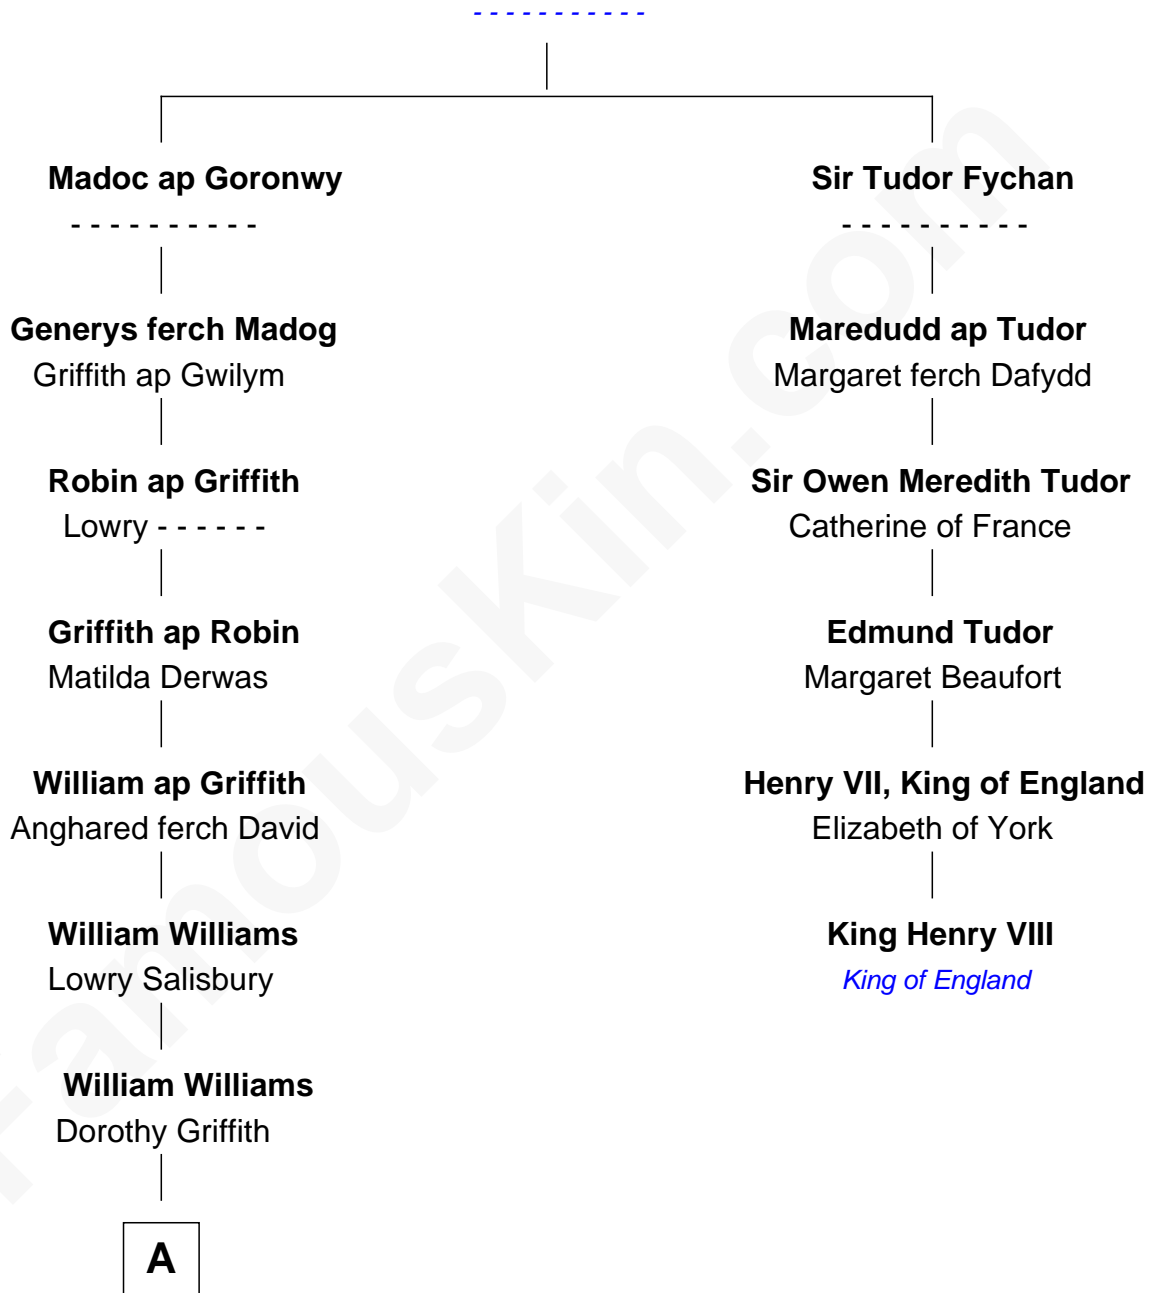 - - - - - - - - - - -
Madoc ap Goronwy
- - - - - - - - - -
Generys ferch Madog
Griffith ap Gwilym
Robin ap Griffith
Lowry - - - - - -
Griffith ap Robin
Matilda Derwas
William ap Griffith
Anghared ferch David
William Williams
Lowry Salisbury
William Williams
Dorothy Griffith
A
Sir Tudor Fychan
- - - - - - - - - -
Maredudd ap Tudor
Margaret ferch Dafydd
Sir Owen Meredith Tudor
Catherine of France
Edmund Tudor
Margaret Beaufort
Henry VII, King of England
Elizabeth of York
King Henry VIII
King of England
FamousKin.com